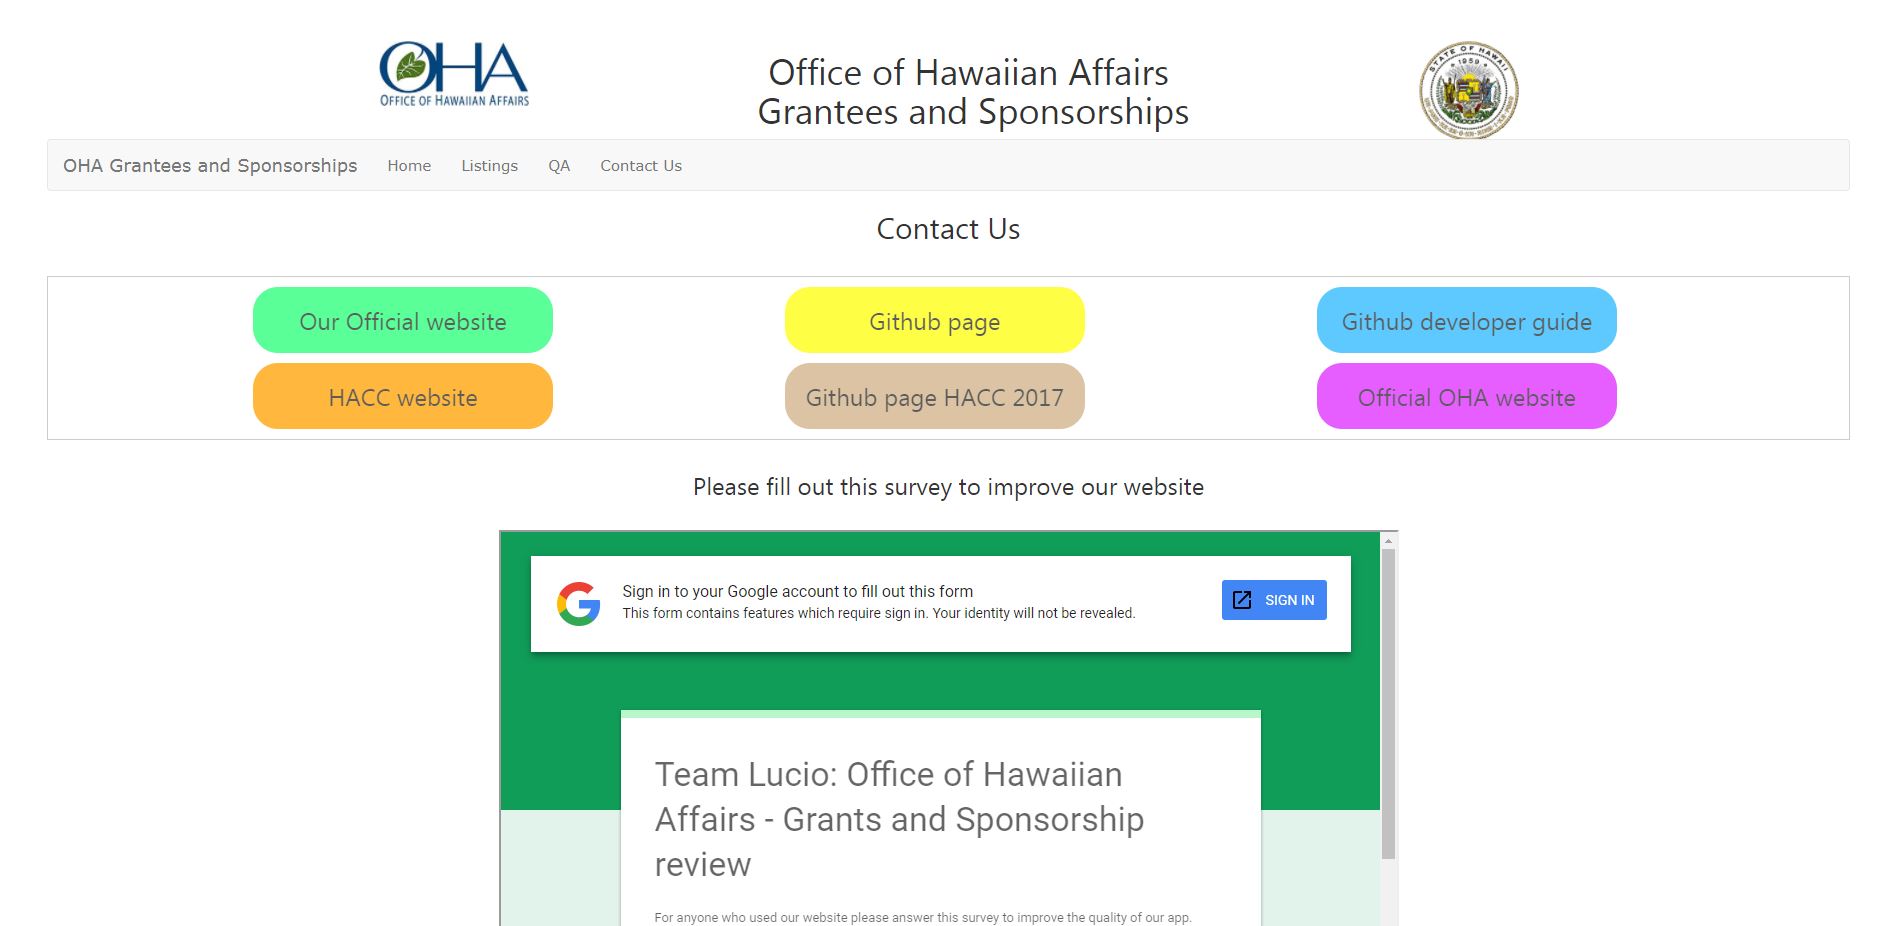 OHA
OFFICE OF HAWAIIAN AFFAIRS
Office of Hawaiian Affairs
Grantees and Sponsorships
STATE OF HAWAII
1959
OHA Grantees and Sponsorships Home Listings QA Contact Us
Contact Us
Our Official website Github page Github developer guide
HACC website Github page HACC 2017 Official OHA website
Please fill out this survey to improve our website
Sign in to your Google account to fill out this form
This form contains features which require sign in. Your identity will not be revealed.
SIGN IN
Team Lucio: Office of Hawaiian
Affairs - Grants and Sponsorship
review
For anyone who used our website please answer this survey to improve the quality of our app.